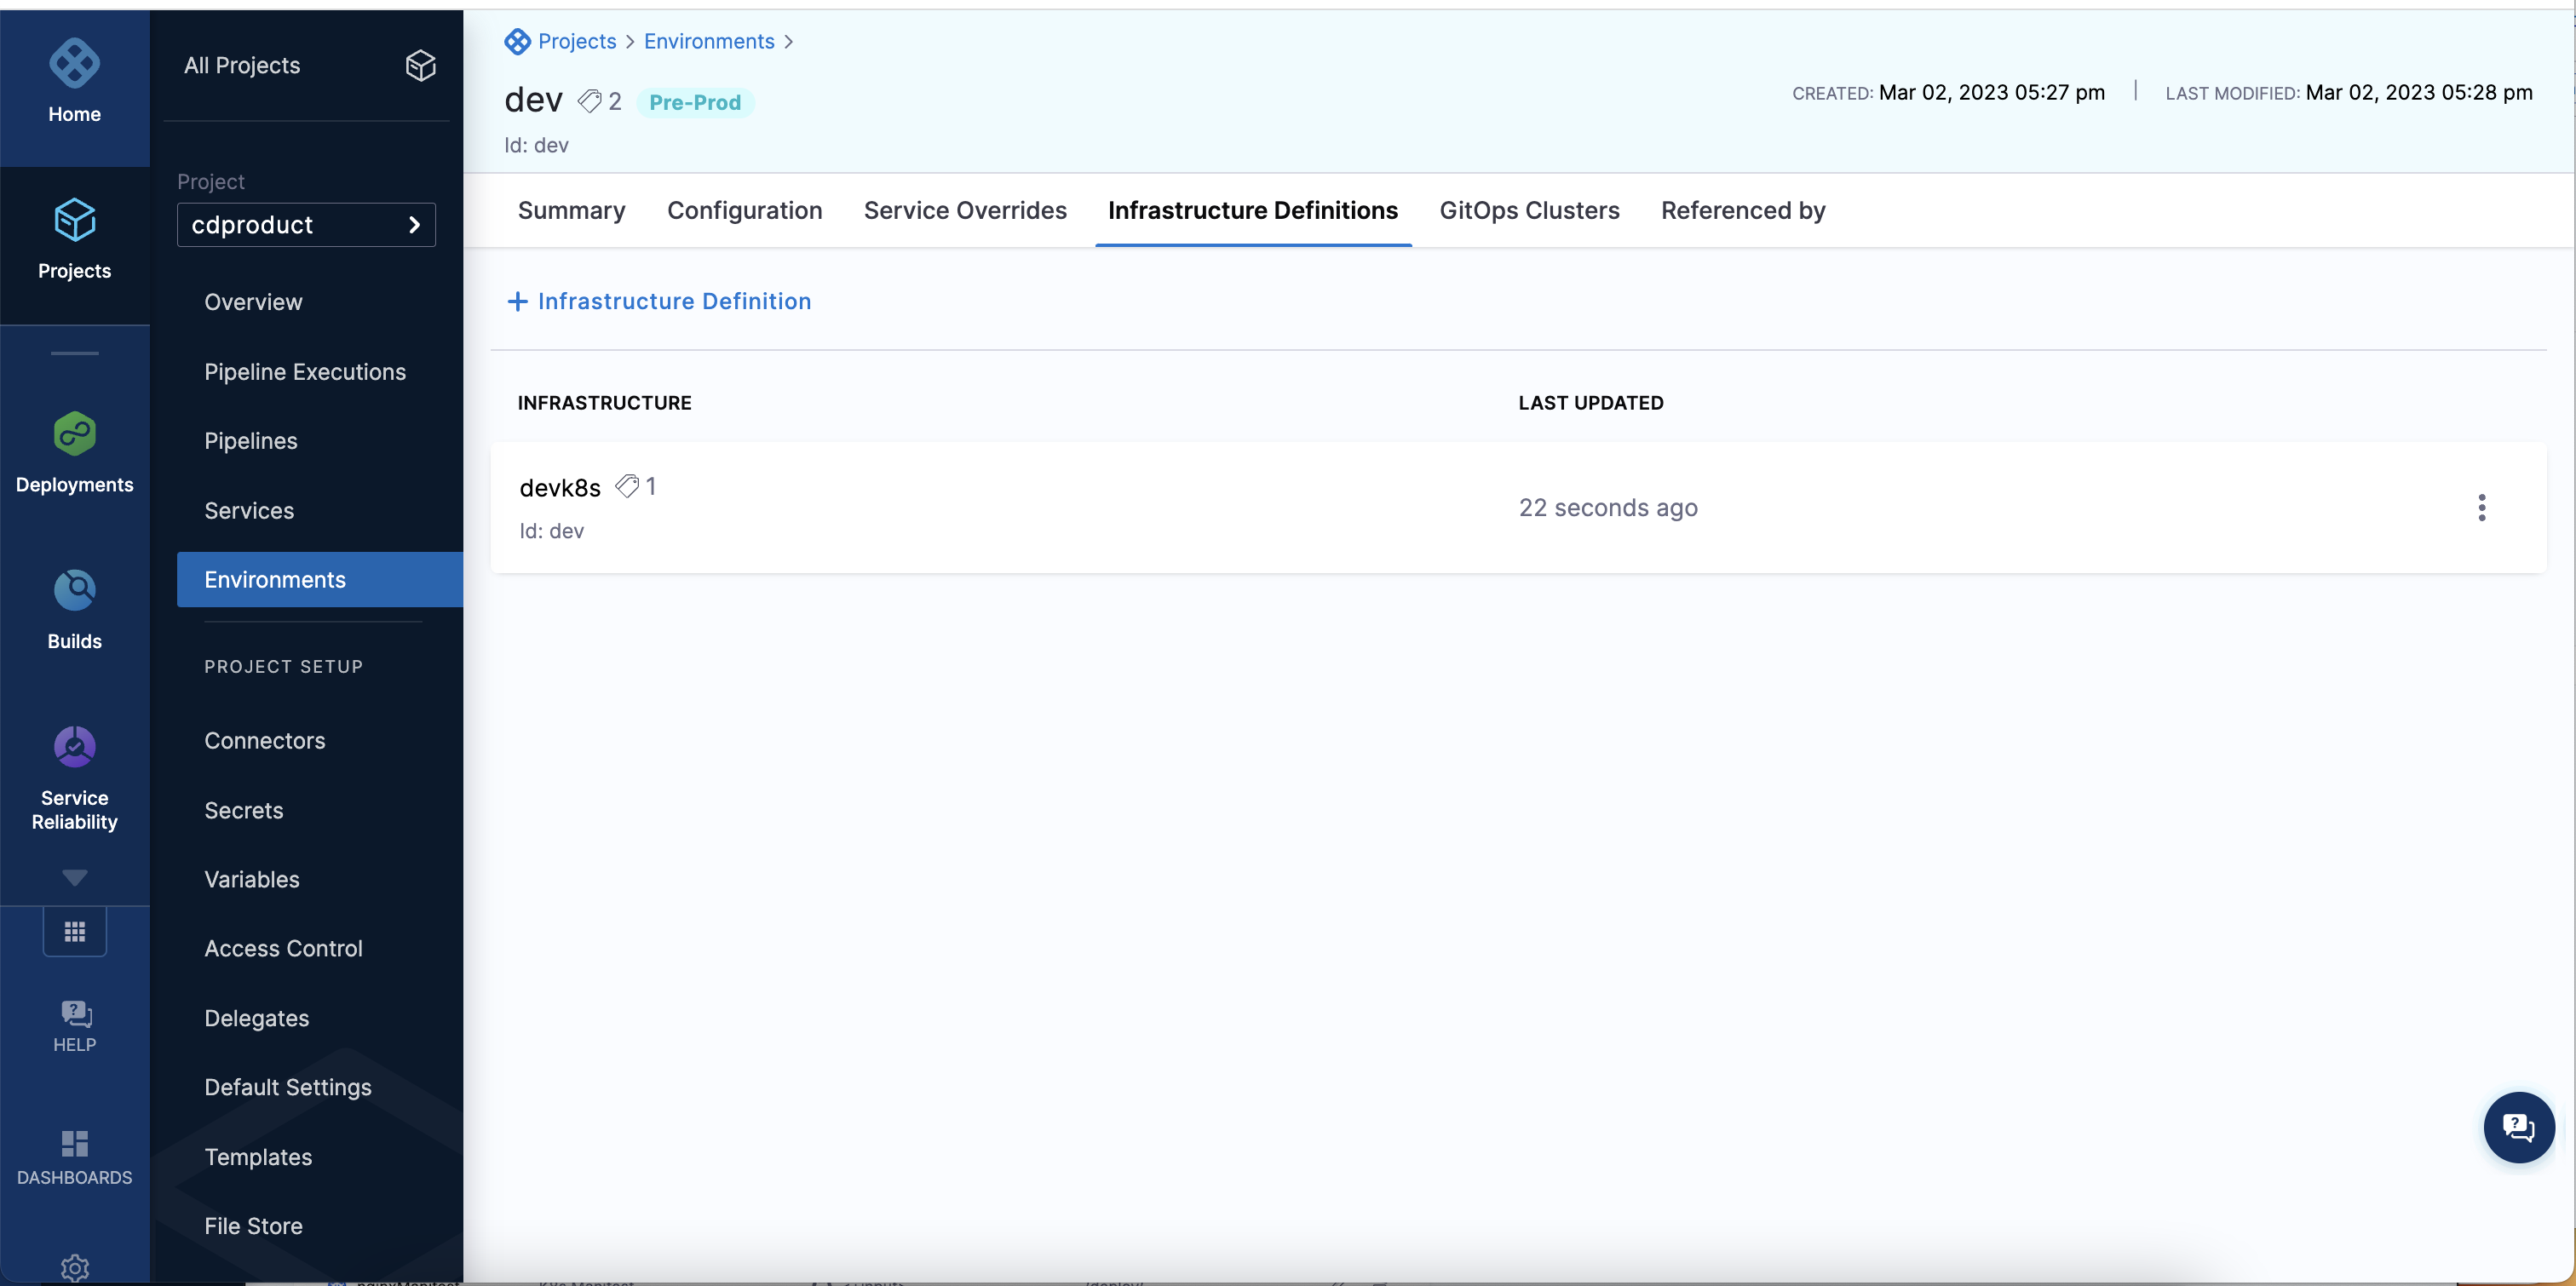 Home
Projects
Deployments
Builds
Service
Reliability
HELP
DASHBOARDS
All Projects
Project
cdproduct
Overview
Pipeline Executions
Pipelines
Services
Environments
PROJECT SETUP
Connectors
Secrets
Variables
Access Control
Delegates
Default Settings
Templates
File Store
Projects > Environments >
dev 2 Pre-Prod
Id: dev
CREATED: Mar 02, 2023 05:27 pm | LAST MODIFIED: Mar 02, 2023 05:28 pm
Summary Configuration Service Overrides Infrastructure Definitions GitOps Clusters Referenced by
+ Infrastructure Definition
INFRASTRUCTURE LAST UPDATED
devk8s 1
Id: dev
22 seconds ago